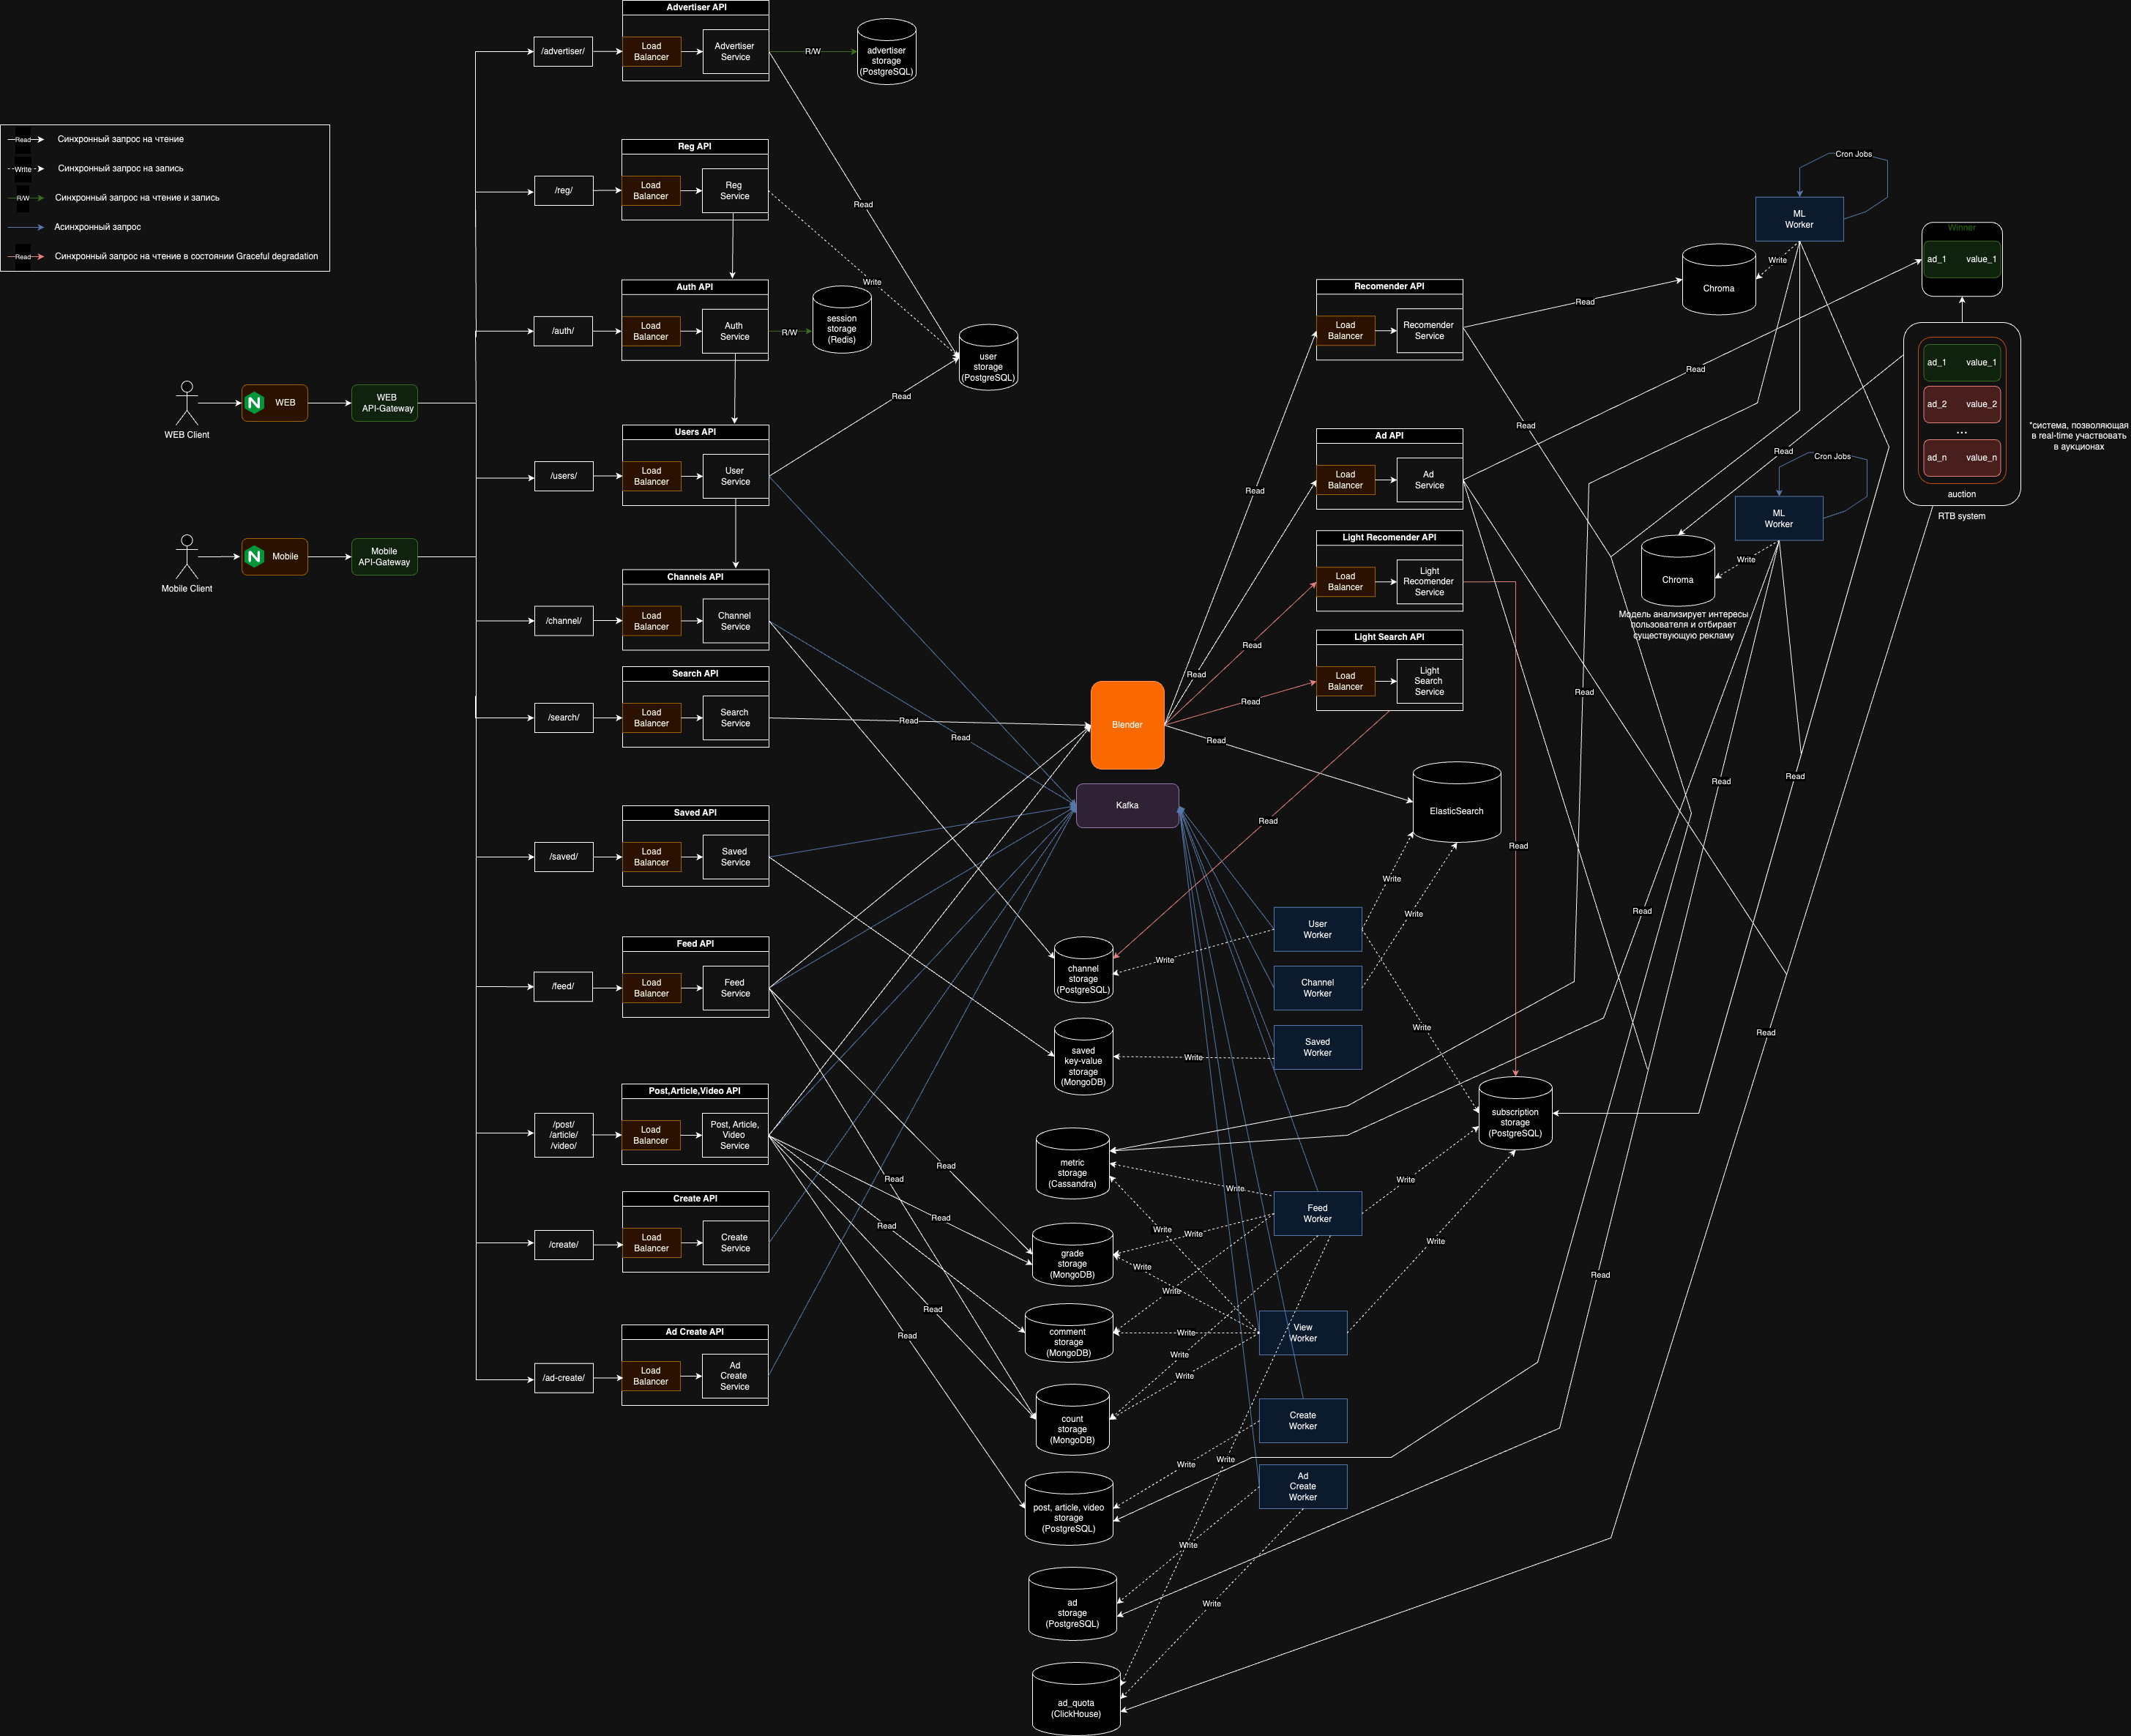 Read
Синхронный запрос на чтение
Write
Синхронный запрос на запись
R/W
Синхронный запрос на чтение и запись
Асинхронный запрос
Read
Синхронный запрос на чтение в состоянии Graceful degradation
WEB Client
WEB
WEB
API-Gateway
Mobile Client
Mobile
Mobile
API-Gateway
/advertiser/
Advertiser API
Load
Balancer
Advertiser
Service
R/W
advertiser
storage
(PostgreSQL)
/reg/
Reg API
Load
Balancer
Reg
Service
Read
Write
/auth/
Auth API
Load
Balancer
Auth
Service
R/W
session
storage
(Redis)
user
storage
(PostgreSQL)
Read
/users/
Users API
Load
Balancer
User
Service
/channel/
Channels API
Load
Balancer
Channel
Service
/search/
Search API
Load
Balancer
Search
Service
Read
Read
/saved/
Saved API
Load
Balancer
Saved
Service
/feed/
Feed API
Load
Balancer
Feed
Service
/post/
/article/
/video/
Post,Article,Video API
Load
Balancer
Post, Article,
Video
Service
/create/
Create API
Load
Balancer
Create
Service
/ad-create/
Ad Create API
Load
Balancer
Ad
Create
Service
Read
Read
Read
Read
Read
Read
Blender
Kafka
Read
Read
Read
Read
Read
Recomender API
Load
Balancer
Recomender
Service
Read
Read
Ad API
Load
Balancer
Ad
Service
Read
Light Recomender API
Load
Balancer
Light
Recomender
Service
Light Search API
Load
Balancer
Light
Search
Service
Read
Read
ElasticSearch
Write
Write
Cron Jobs
ML
Worker
Write
Chroma
Winner
ad_1
value_1
ad_1
value_1
ad_2
value_2
...
ad_n
value_n
auction
RTB system
*система, позволяющая
в real-time участвовать
в аукционах
Read
Cron Jobs
ML
Worker
Write
Chroma
Модель анализирует интересы
пользователя и отбирает
существующую рекламу
Read
Read
Read
Read
Read
Read
User
Worker
Channel
Worker
Saved
Worker
Write
Write
Write
channel
storage
(PostgreSQL)
saved
key-value
storage
(MongoDB)
subscription
storage
(PostgreSQL)
metric
storage
(Cassandra)
Write
Write
Feed
Worker
Write
Write
Write
Write
Write
Write
grade
storage
(MongoDB)
comment
storage
(MongoDB)
Write
View
Worker
Write
Write
count
storage
(MongoDB)
Create
Worker
Write
Write
Ad
Create
Worker
post, article, video
storage
(PostgreSQL)
Write
Write
ad
storage
(PostgreSQL)
ad_quota
(ClickHouse)